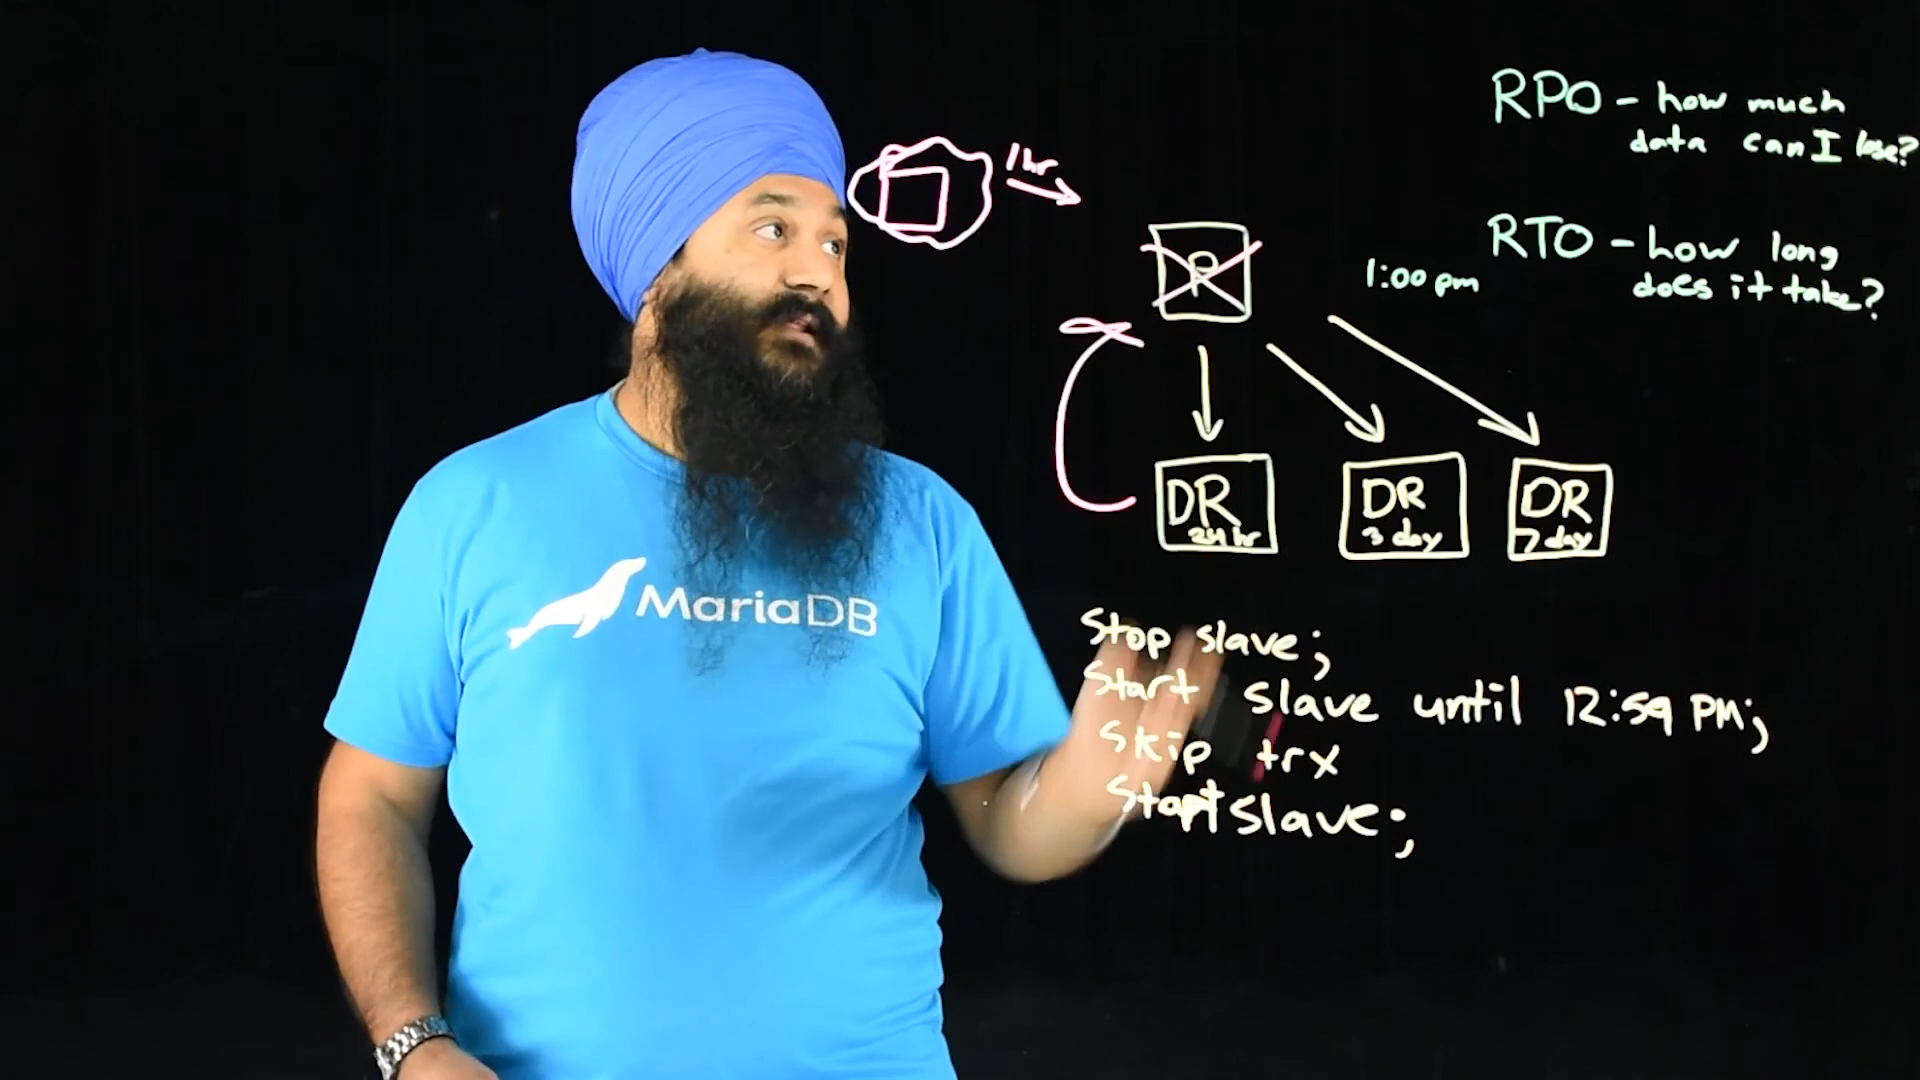 RPO - how much
data can I lose?
1hr
RTO - how long
does it take?
P
1:00 pm
DR
24 hr
DR
3 day
DR
7 day
MariaDB
Stop slave;
Start slave until 12:59 PM;
Skip trx
Start slave;